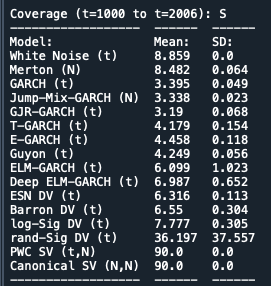 Coverage (t=1000 to t=2006): S
------------------ ------ ------
Model: Mean: SD:
White Noise (t) 8.859 0.0
Merton (N) 8.482 0.064
GARCH (t) 3.395 0.049
Jump-Mix-GARCH (N) 3.338 0.023
GJR-GARCH (t) 3.19 0.068
T-GARCH (t) 4.179 0.154
E-GARCH (t) 4.458 0.118
Guyon (t) 4.249 0.056
ELM-GARCH (t) 6.099 1.023
Deep ELM-GARCH (t) 6.987 0.652
ESN DV (t) 6.316 0.113
Barron DV (t) 6.55 0.304
log-Sig DV (t) 7.777 0.305
rand-Sig DV (t) 36.197 37.557
PWC SV (t,N) 90.0 0.0
Canonical SV (N,N) 90.0 0.0
------------------ ------ ------